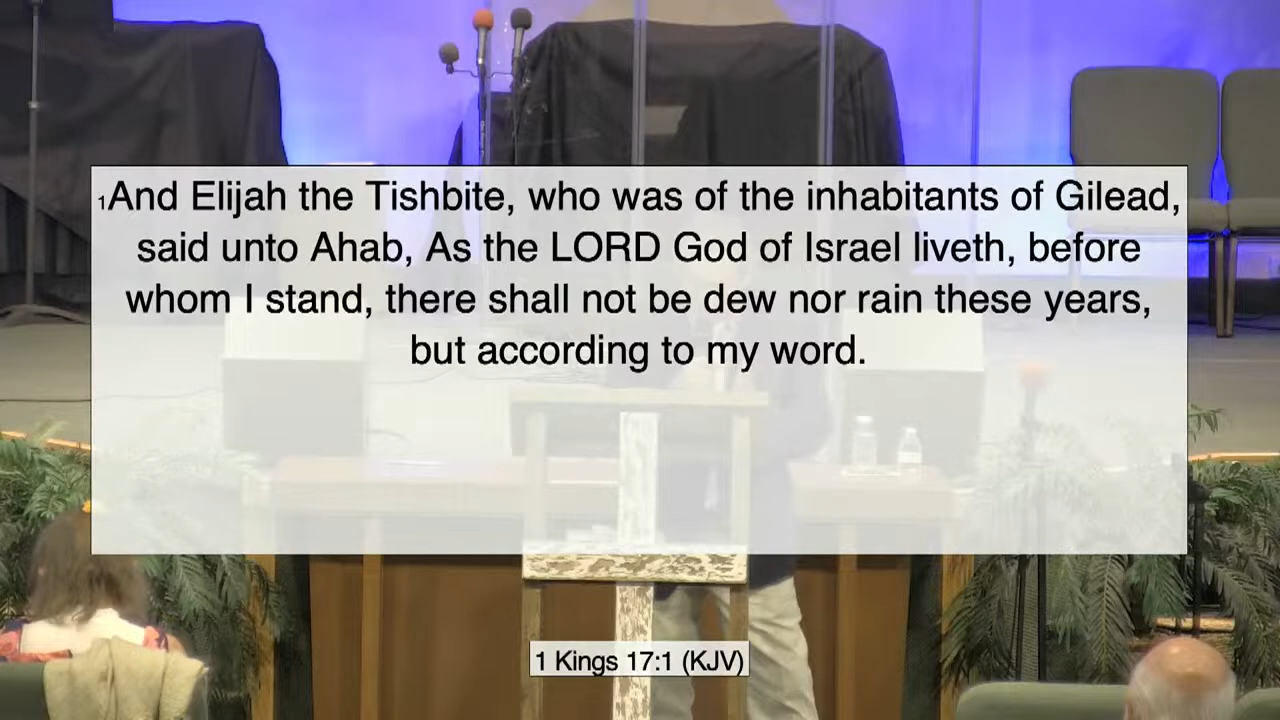 1And Elijah the Tishbite, who was of the inhabitants of Gilead,
said unto Ahab, As the LORD God of Israel liveth, before
whom I stand, there shall not be dew nor rain these years,
but according to my word.
1 Kings 17:1 (KJV)